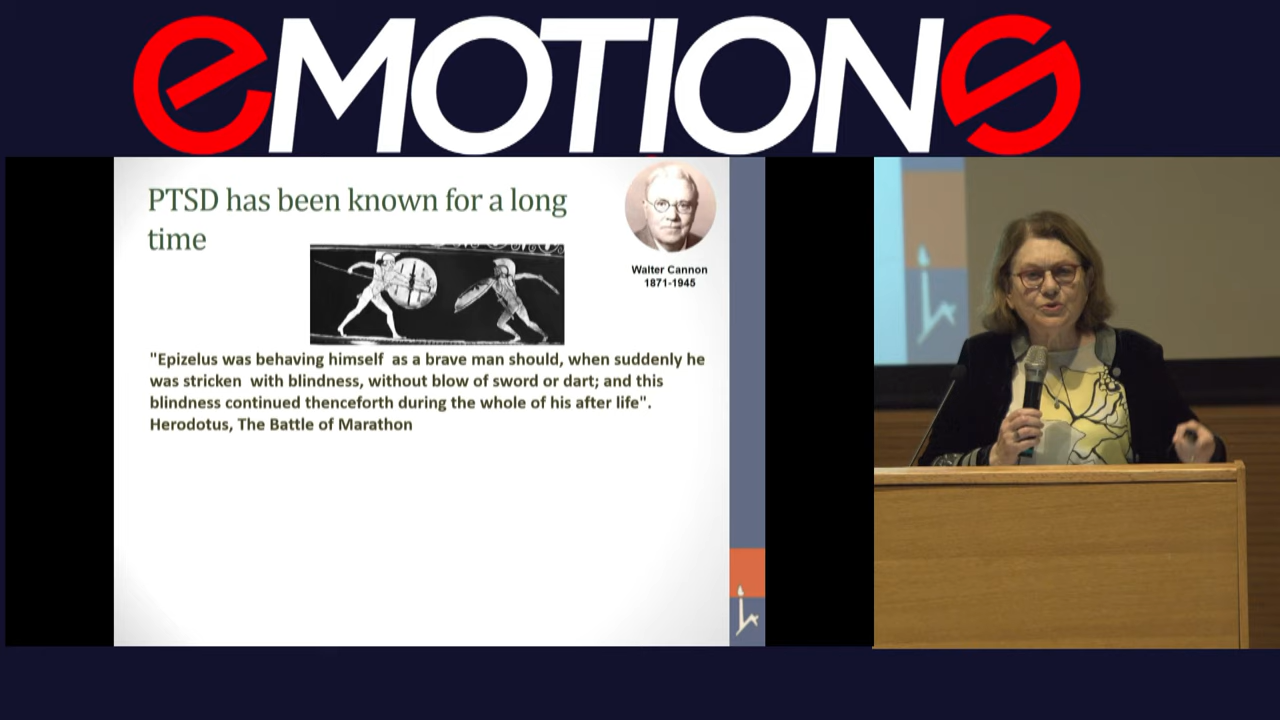 eMOTIONS
PTSD has been known for a long
time
Walter Cannon
1871-1945
"Epizelus was behaving himself as a brave man should, when suddenly he
was stricken with blindness, without blow of sword or dart; and this
blindness continued thenceforth during the whole of his after life".
Herodotus, The Battle of Marathon